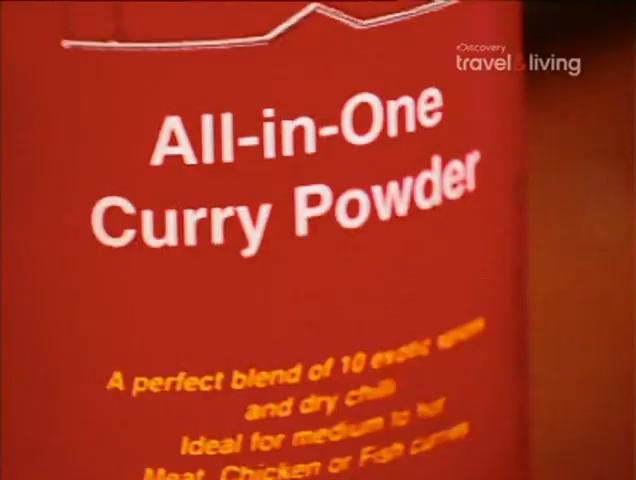 Discovery
travel&living
All-in-One
Curry Powder
A perfect blend of 10 exotic spices
and dry chilli
Ideal for medium to hot
Meat, Chicken or Fish curries